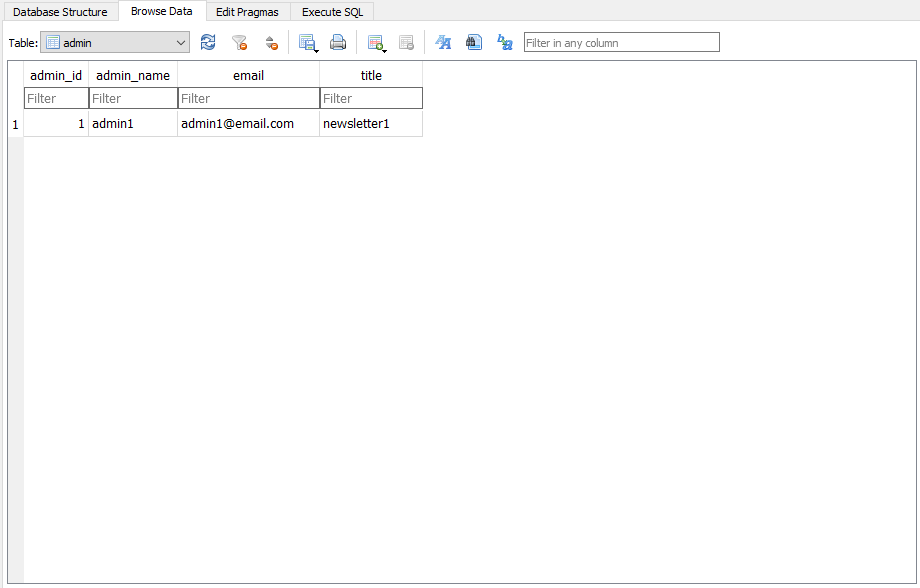 Database Structure Browse Data Edit Pragmas Execute SQL
Table: admin Filter in any column
admin_id admin_name email title
Filter Filter Filter Filter
1 1 admin1 admin1@email.com newsletter1